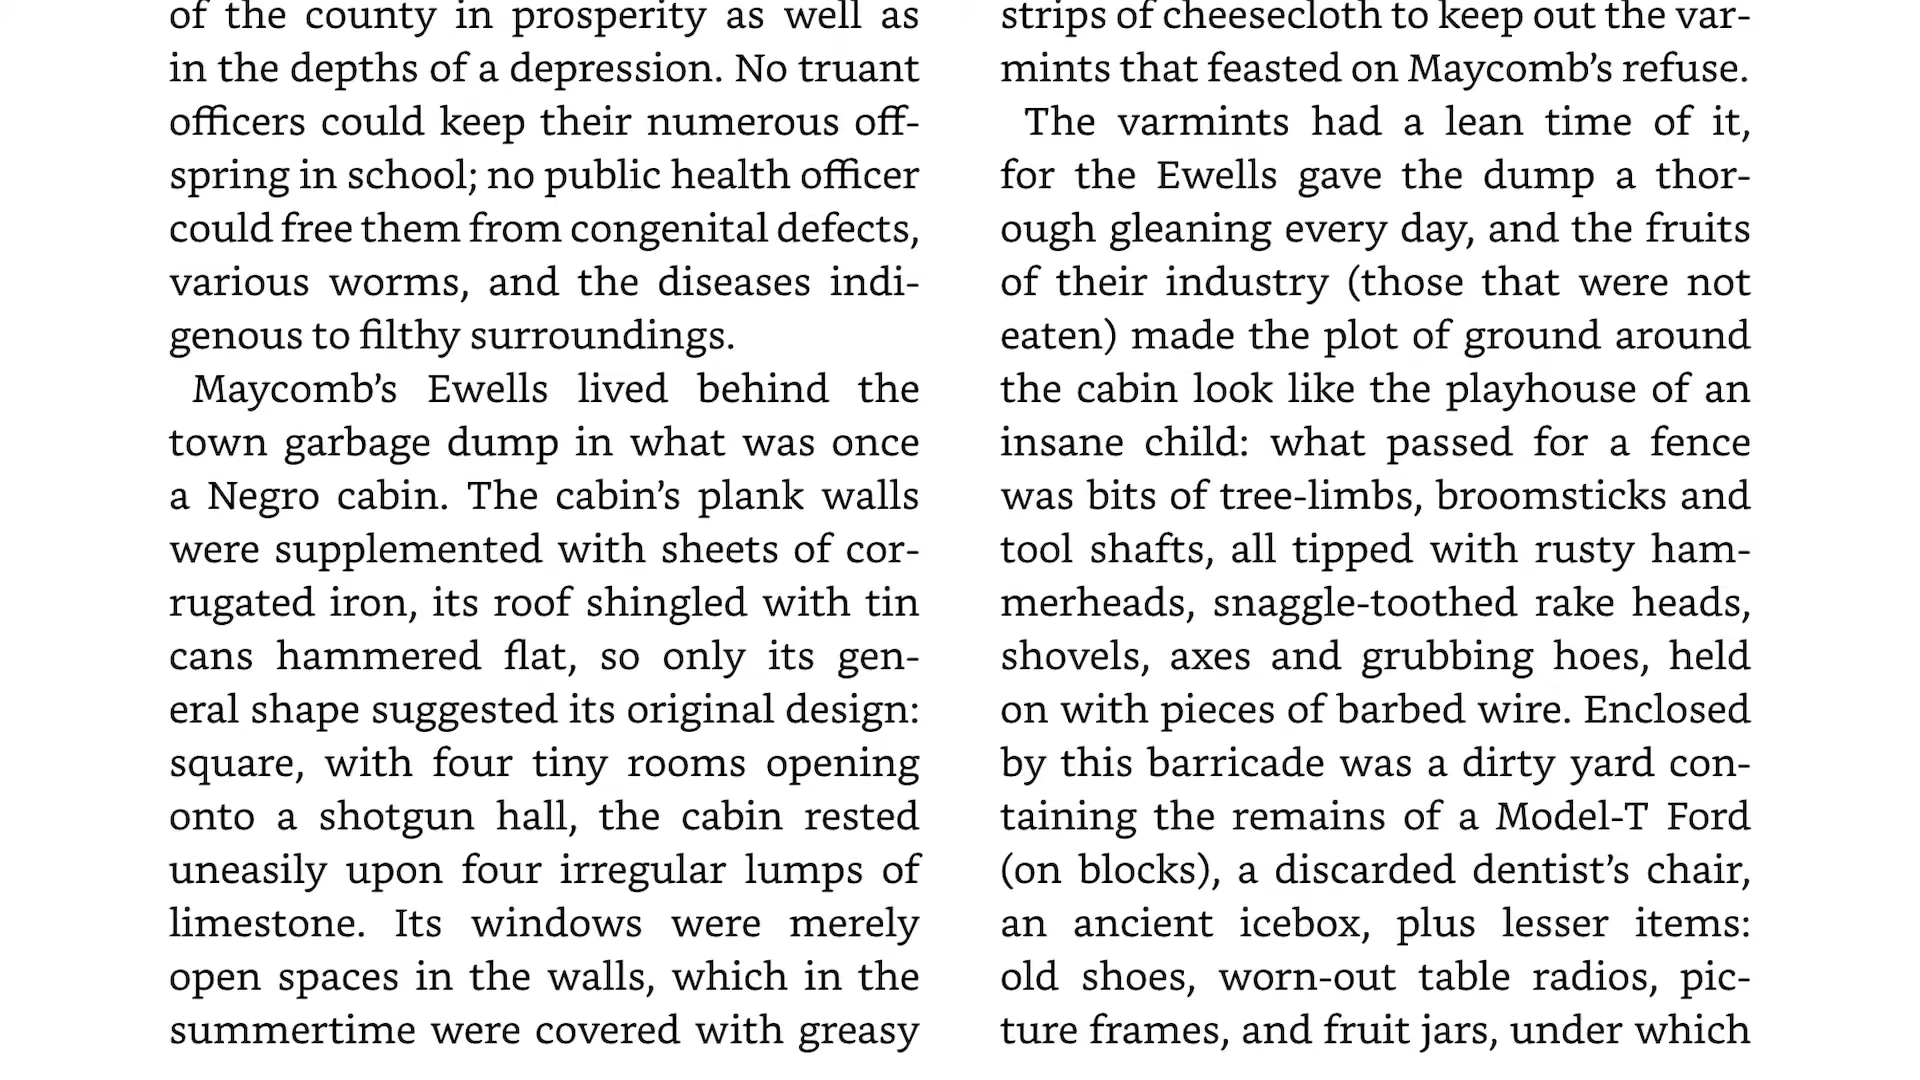 of the county in prosperity as well as
in the depths of a depression. No truant
officers could keep their numerous off-
spring in school; no public health officer
could free them from congenital defects,
various worms, and the diseases indi-
genous to filthy surroundings.
Maycomb’s Ewells lived behind the
town garbage dump in what was once
a Negro cabin. The cabin’s plank walls
were supplemented with sheets of cor-
rugated iron, its roof shingled with tin
cans hammered flat, so only its gen-
eral shape suggested its original design:
square, with four tiny rooms opening
onto a shotgun hall, the cabin rested
uneasily upon four irregular lumps of
limestone. Its windows were merely
open spaces in the walls, which in the
summertime were covered with greasy
strips of cheesecloth to keep out the var-
mints that feasted on Maycomb’s refuse.
The varmints had a lean time of it,
for the Ewells gave the dump a thor-
ough gleaning every day, and the fruits
of their industry (those that were not
eaten) made the plot of ground around
the cabin look like the playhouse of an
insane child: what passed for a fence
was bits of tree-limbs, broomsticks and
tool shafts, all tipped with rusty ham-
merheads, snaggle-toothed rake heads,
shovels, axes and grubbing hoes, held
on with pieces of barbed wire. Enclosed
by this barricade was a dirty yard con-
taining the remains of a Model-T Ford
(on blocks), a discarded dentist’s chair,
an ancient icebox, plus lesser items:
old shoes, worn-out table radios, pic-
ture frames, and fruit jars, under which